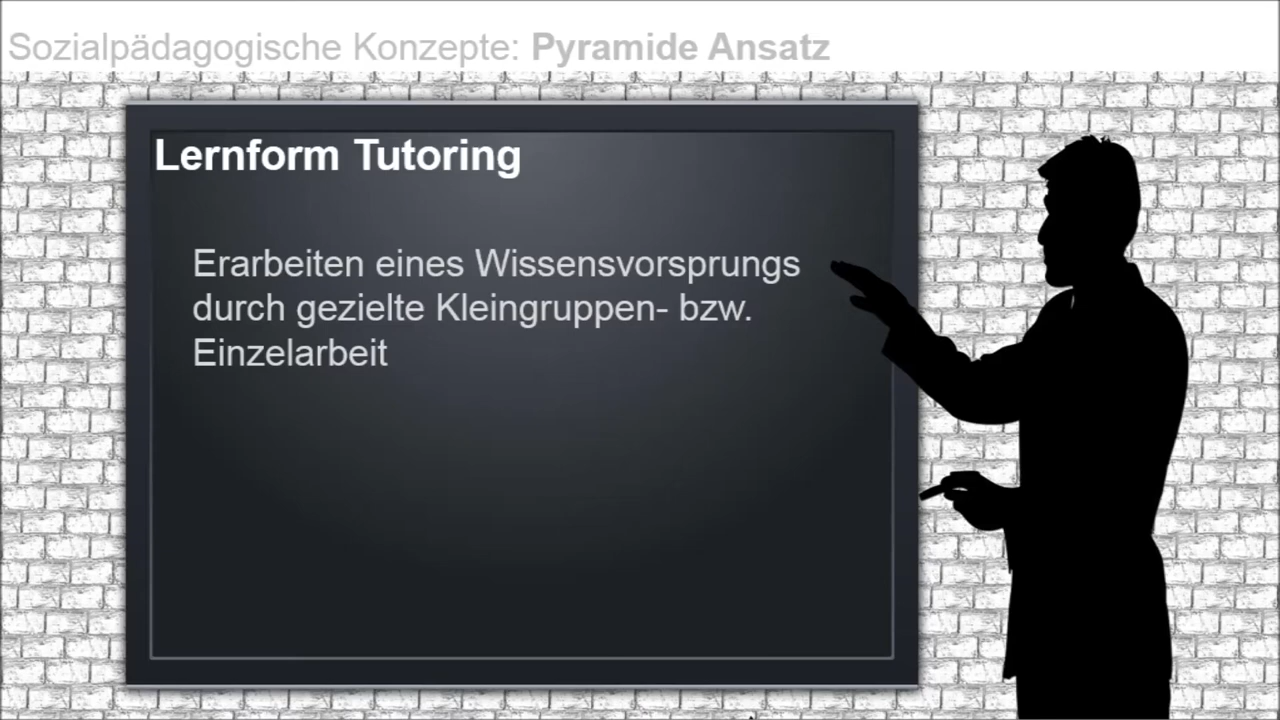 Sozialpädagogische Konzepte: Pyramide Ansatz
Lernform Tutoring
Erarbeiten eines Wissensvorsprungs
durch gezielte Kleingruppen- bzw.
Einzelarbeit